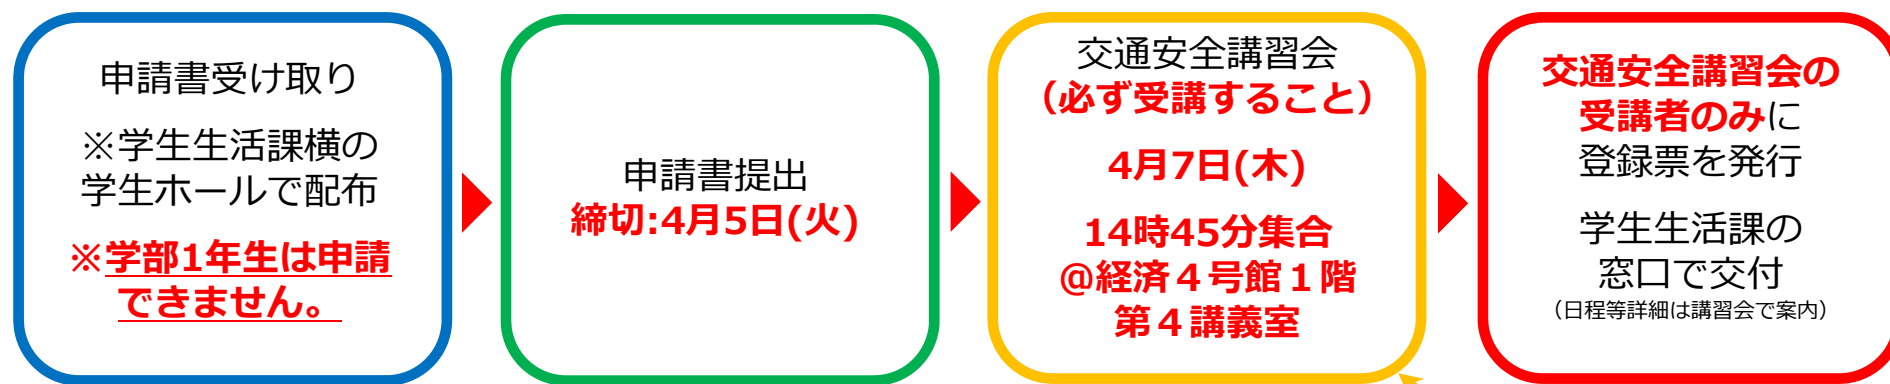 申請書受け取り
※学生生活課横の
学生ホールで配布
※学部1年生は申請
できません。
申請書提出
締切:4月5日(火)
交通安全講習会
（必ず受講すること）
4月7日(木)
14時45分集合
@経済４号館１階
第４講義室
交通安全講習会の
受講者のみに
登録票を発行
学生生活課の
窓口で交付
（日程等詳細は講習会で案内）